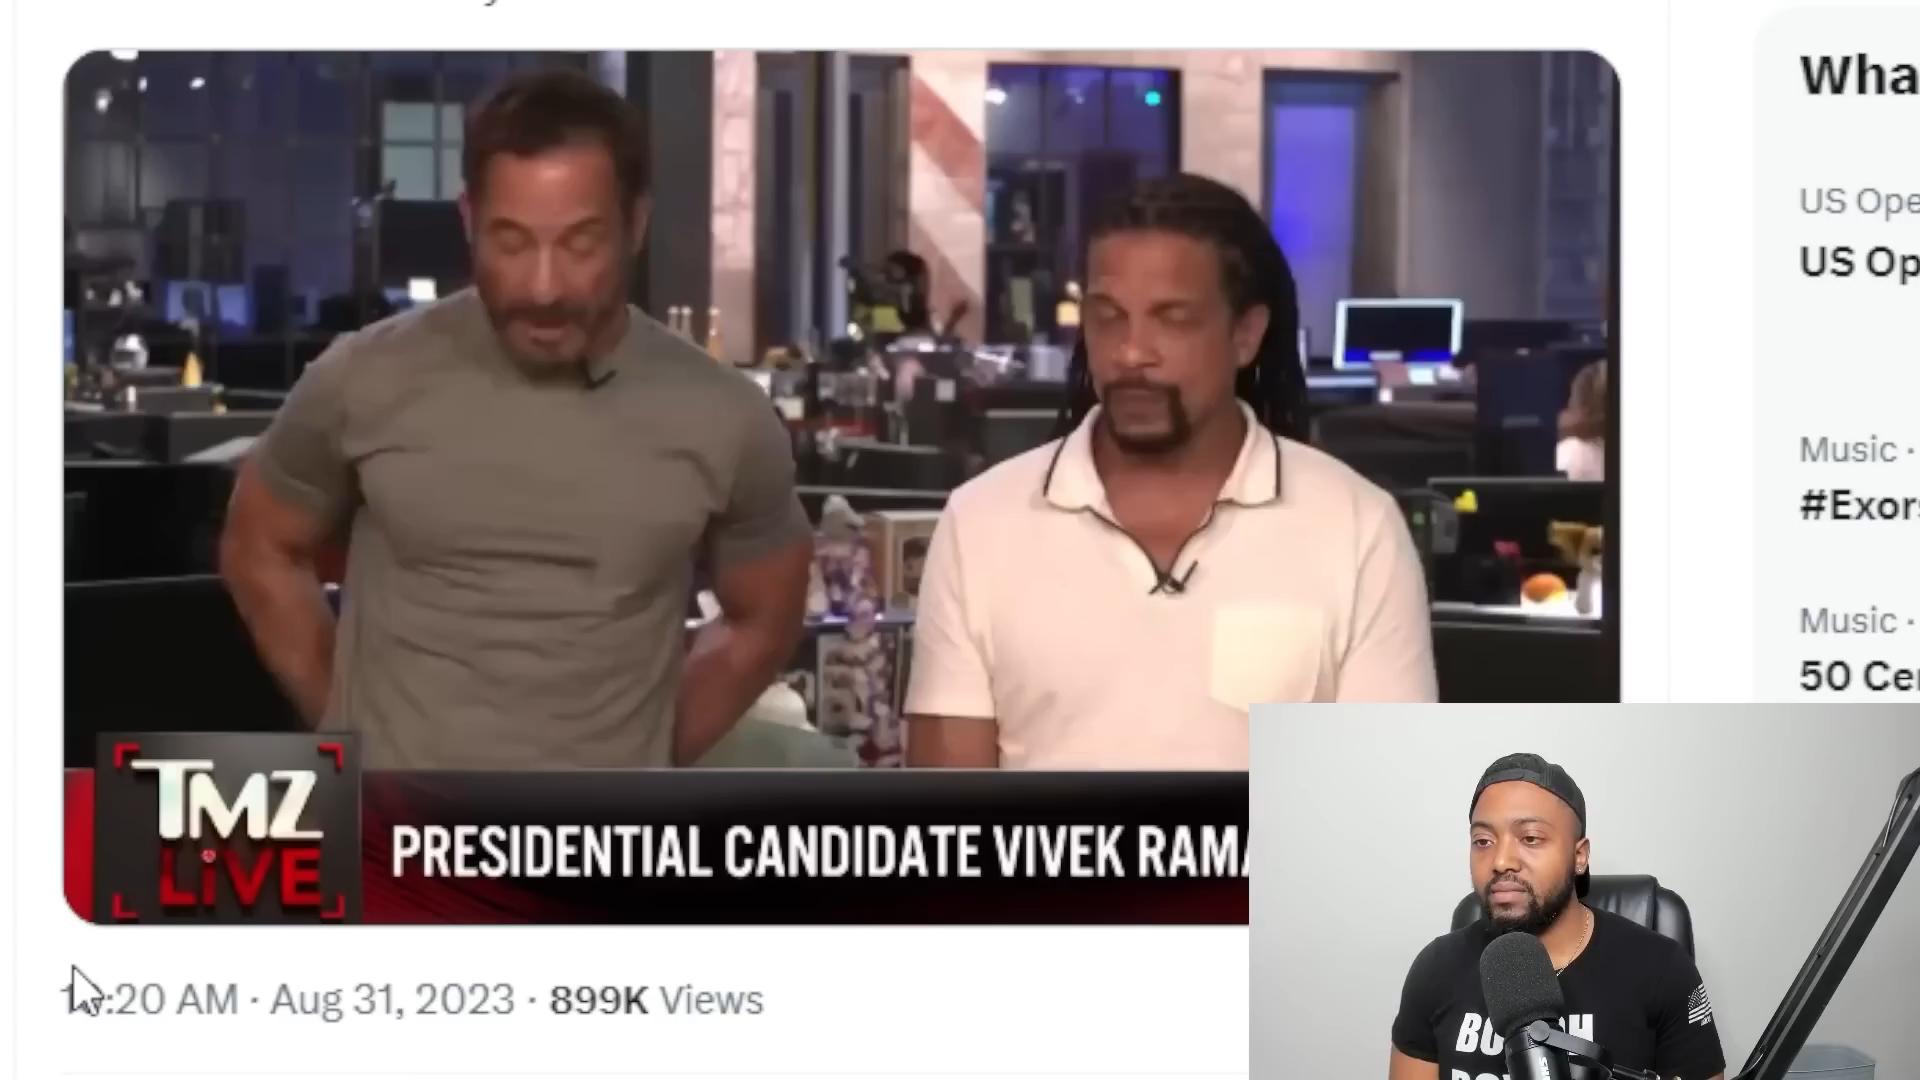 Wha
US Ope
US Op
Music ·
#Exor
Music ·
50 Cen
TMZ
LiVE
PRESIDENTIAL CANDIDATE VIVEK RAMA
:20 AM · Aug 31, 2023 · 899K Views